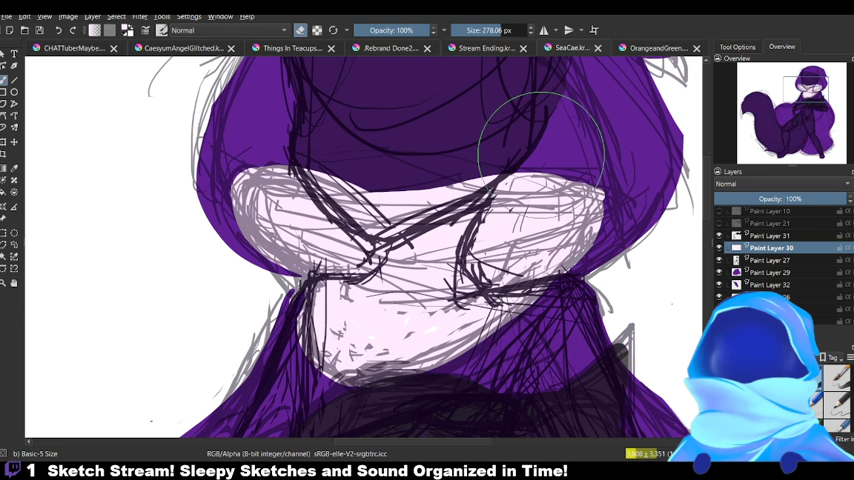 Edit View Image Layer Select Filter Tools Settings Window Help
Normal
Opacity: 100%
Size: 278.06 px
CHATTuberMaybe...
CaesyumAngelGlitched.k...
Things In Teacups...
.Rebrand Done2...
Stream Ending.kr...
SeaCae.kr...
OrangeandGreen...
Tool Options
Overview
Overview
Layers
Normal
Opacity: 100%
Paint Layer 10
Paint Layer 21
Paint Layer 31
Paint Layer 30
Paint Layer 27
Paint Layer 29
Paint Layer 32
Tag
Filter in
b) Basic-5 Size
RGB/Alpha (8-bit integer/channel) sRGB-elle-V2-srgbtrc.icc
1 Sketch Stream! Sleepy Sketches and Sound Organized in Time!